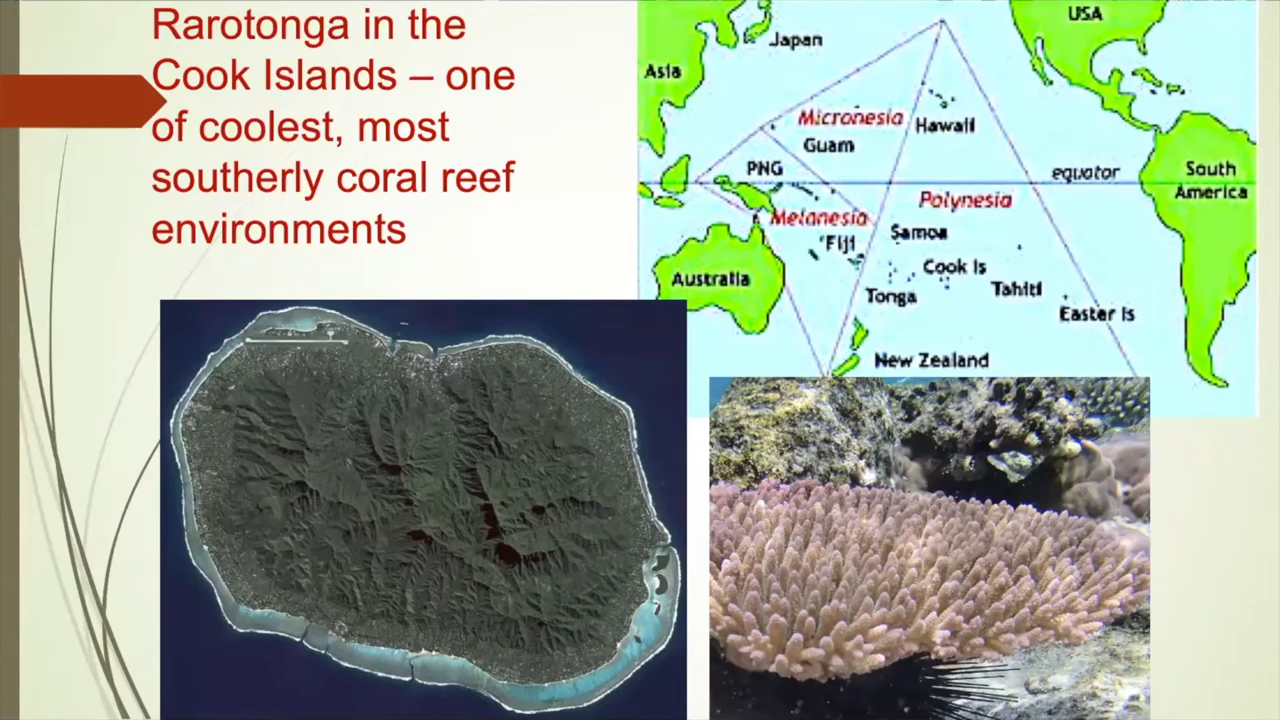 Rarotonga in the
Cook Islands – one
of coolest, most
southerly coral reef
environments
USA
Japan
Asia
Micronesia
Hawaii
Guam
PNG
equator
South
America
Polynesia
Melanesia
Samoa
Fiji
Cook Is
Australia
Tahiti
Tonga
Easter Is
New Zealand